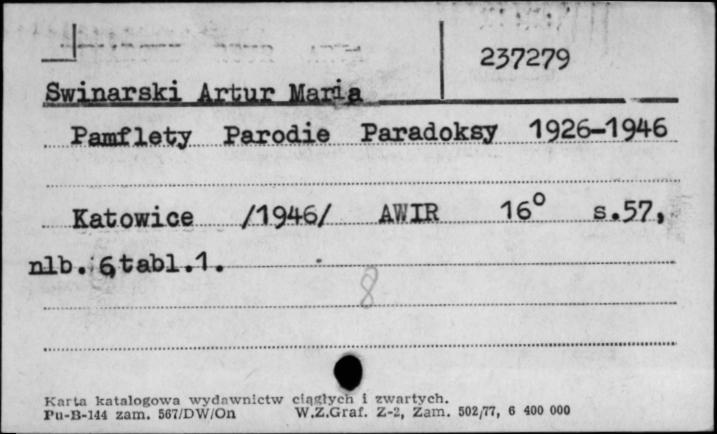 237279
Swinarski Artur Maria
Pamflety Parodie Paradoksy 1926-1946
Katowice /1946/ AWIR 16° s.57,
nlb. 6,tabl.1.
8
Karta katalogowa wydawnictw ciągłych i zwartych.
Pu-B-144 zam. 567/DW/On W.Z.Graf. Z-2, Zam. 502/77, 6 400 000